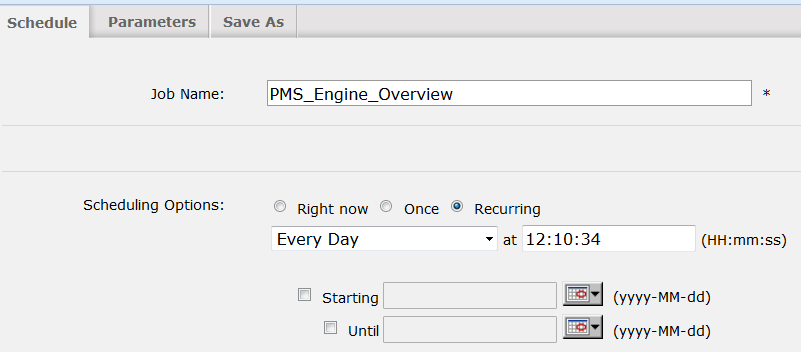 Schedule Parameters Save As
Job Name: PMS_Engine_Overview *
Scheduling Options: Right now Once Recurring
Every Day at 12:10:34 (HH:mm:ss)
Starting (yyyy-MM-dd)
Until (yyyy-MM-dd)